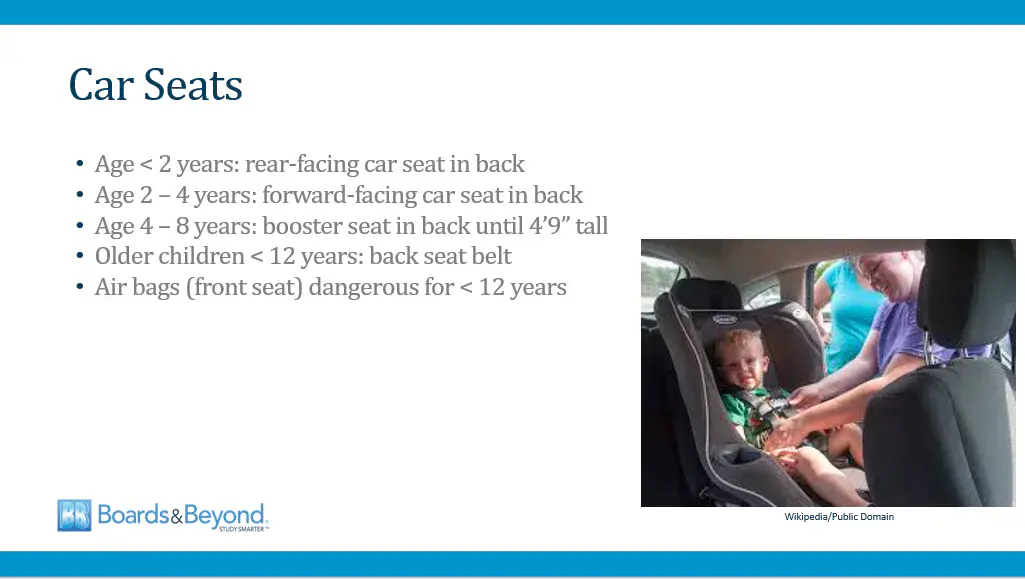 Car Seats
• Age < 2 years: rear-facing car seat in back
• Age 2 – 4 years: forward-facing car seat in back
• Age 4 – 8 years: booster seat in back until 4’9” tall
• Older children < 12 years: back seat belt
• Air bags (front seat) dangerous for < 12 years
BB Boards&Beyond®
STUDY SMARTER™
Wikipedia/Public Domain